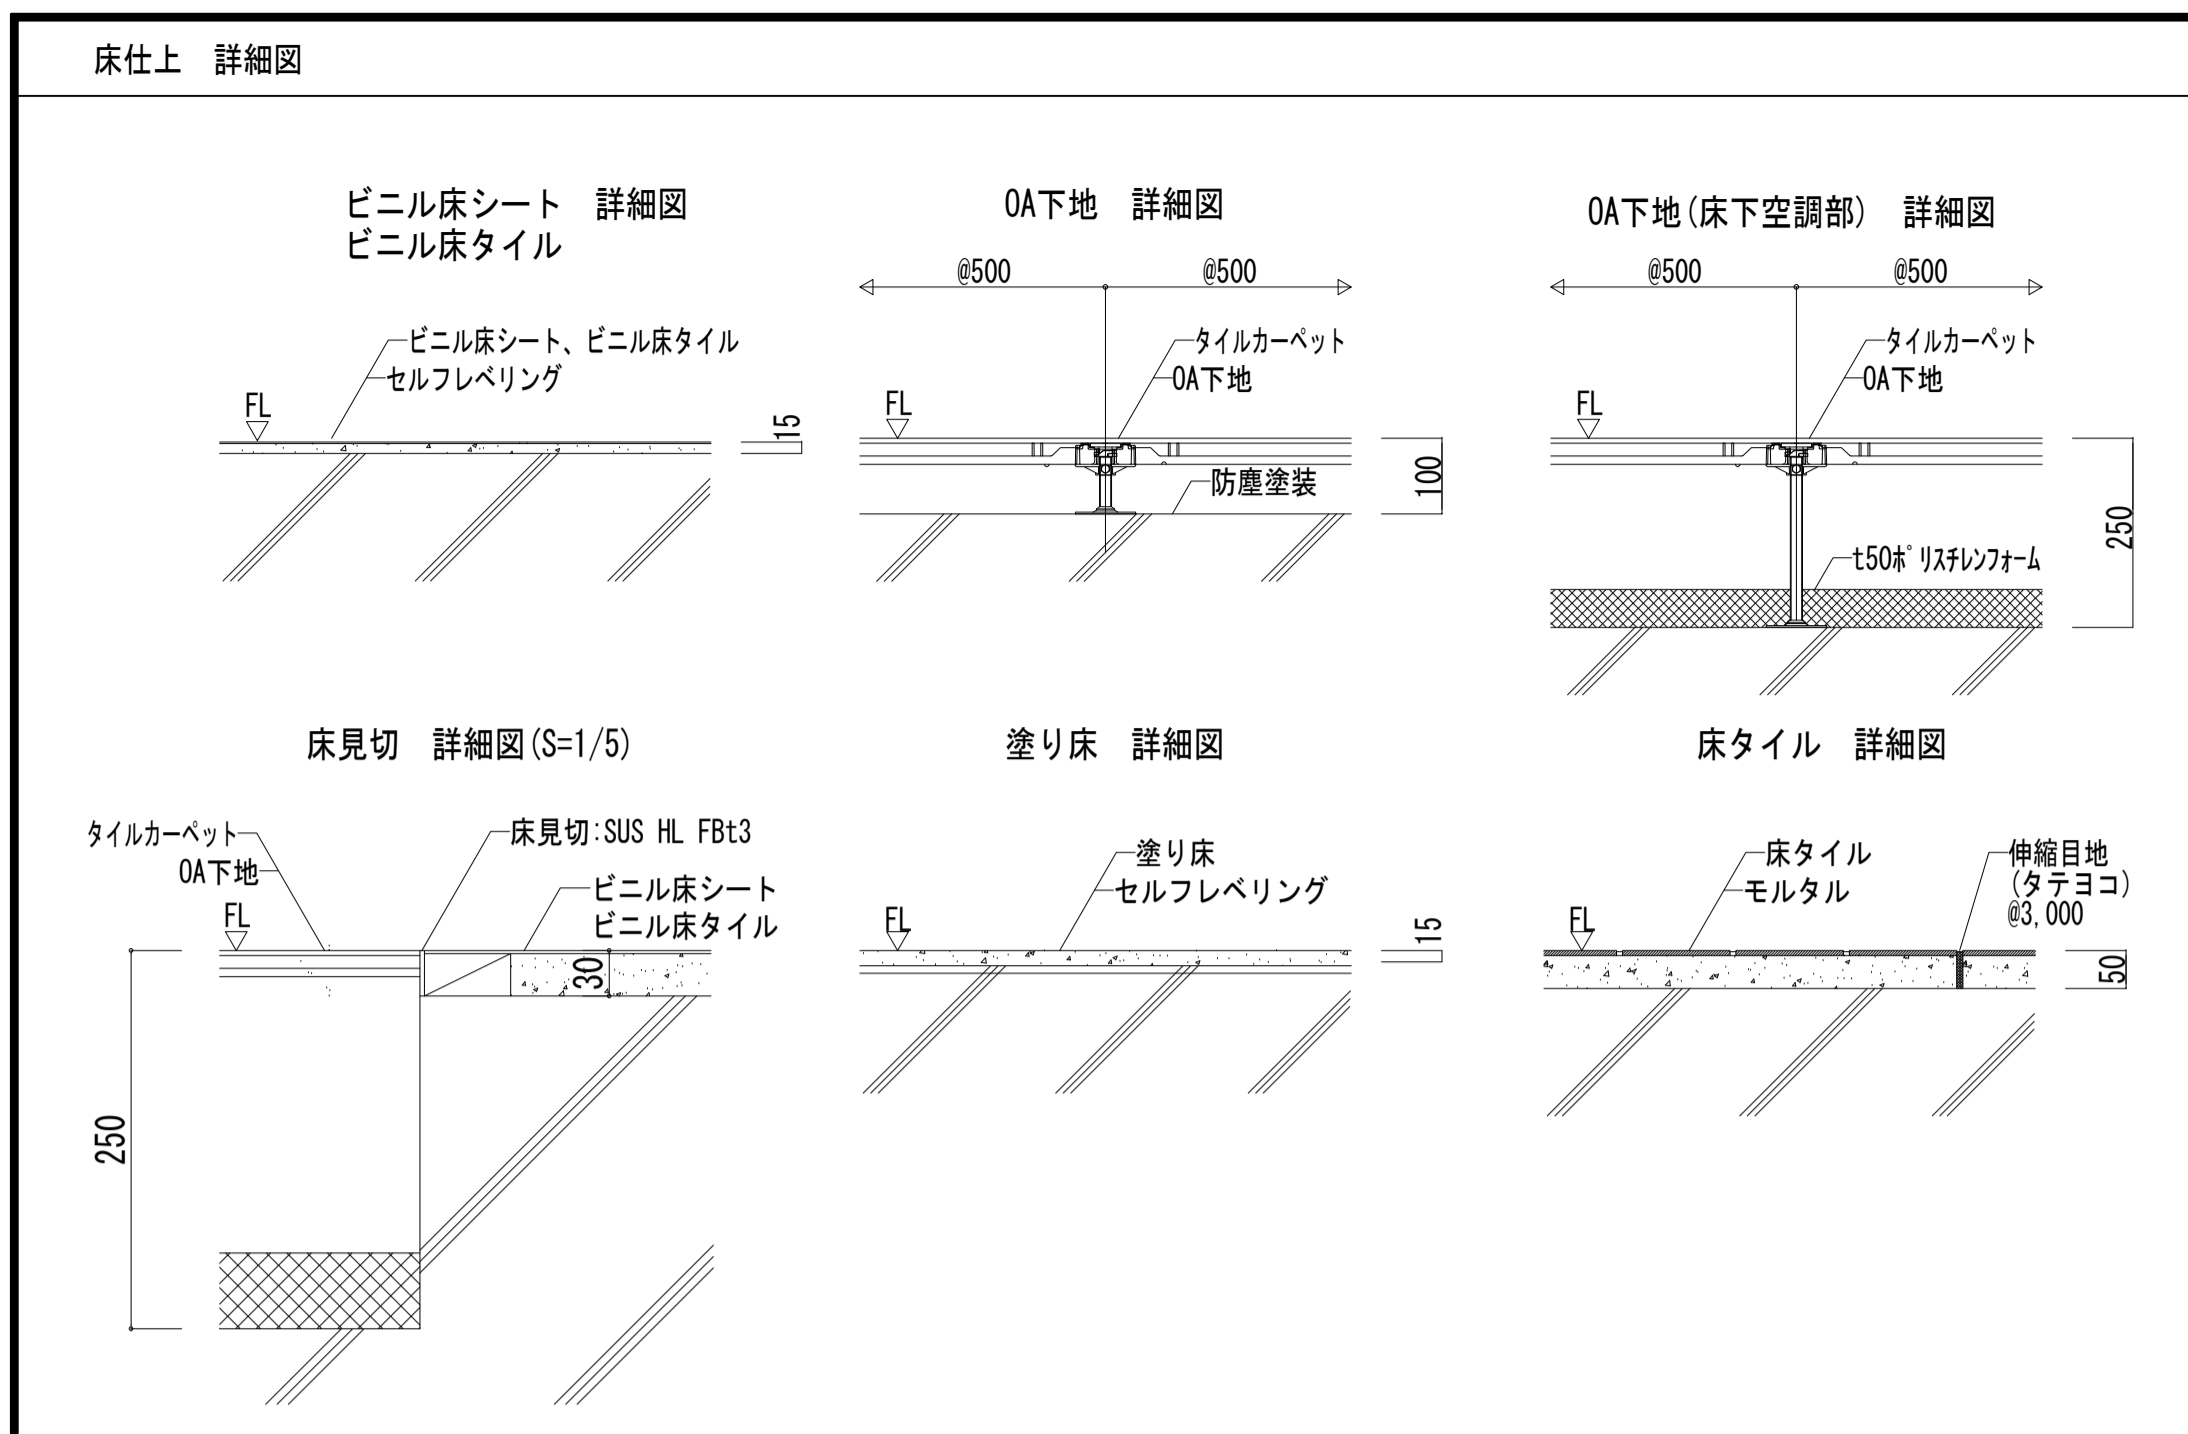 床仕上　詳細図
ビニル床シート　詳細図
ビニル床タイル
ビニル床シート、ビニル床タイル
セルフレベリング
FL
15
OA下地　詳細図
@500
@500
タイルカーペット
OA下地
FL
防塵塗装
100
OA下地(床下空調部)　詳細図
@500
@500
タイルカーペット
OA下地
FL
t50ポリスチレンフォーム
250
床見切　詳細図(S=1/5)
タイルカーペット
OA下地
床見切:SUS HL FBt3
ビニル床シート
ビニル床タイル
FL
30
250
塗り床　詳細図
塗り床
セルフレベリング
FL
15
床タイル　詳細図
床タイル
モルタル
伸縮目地
(タテヨコ)
@3,000
FL
50